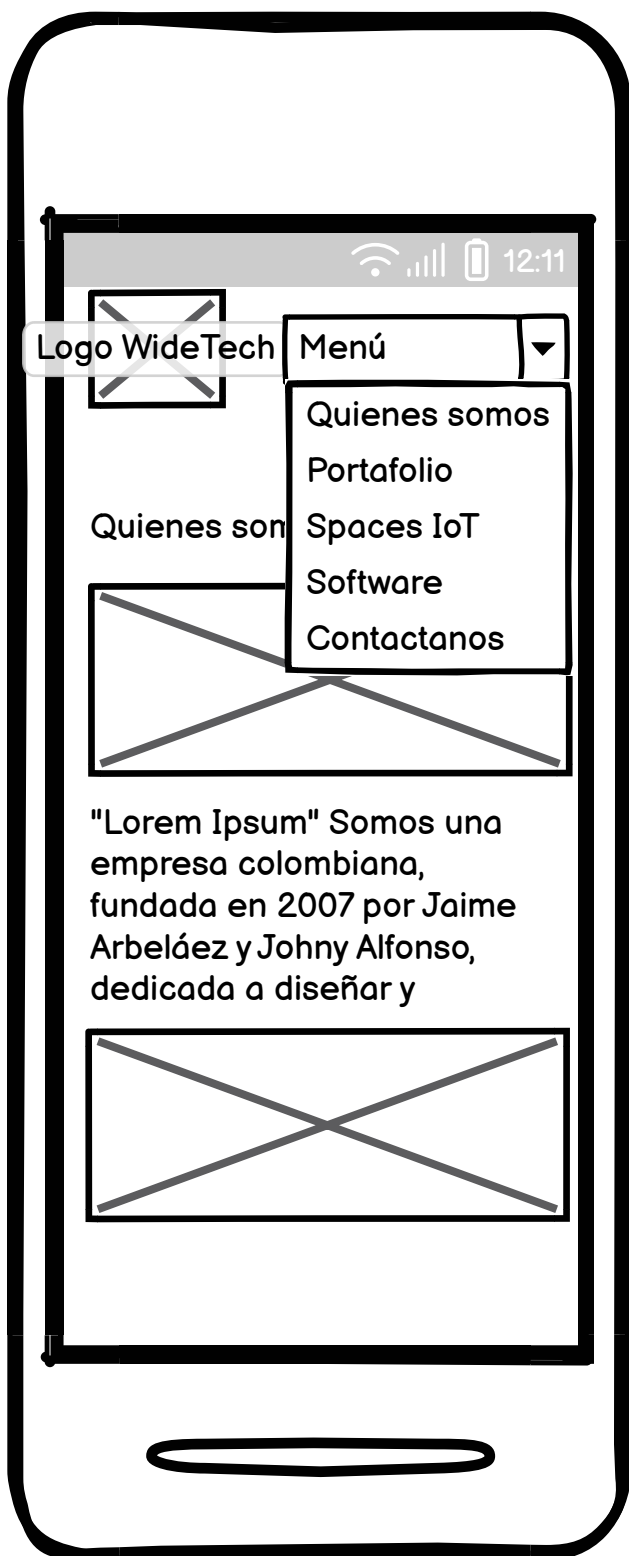 12:11
Logo WideTech
Menú
Quienes somos
Portafolio
Quienes som
Spaces IoT
Software
Contactanos
"Lorem Ipsum" Somos una
empresa colombiana,
fundada en 2007 por Jaime
Arbeláez y Johny Alfonso,
dedicada a diseñar y